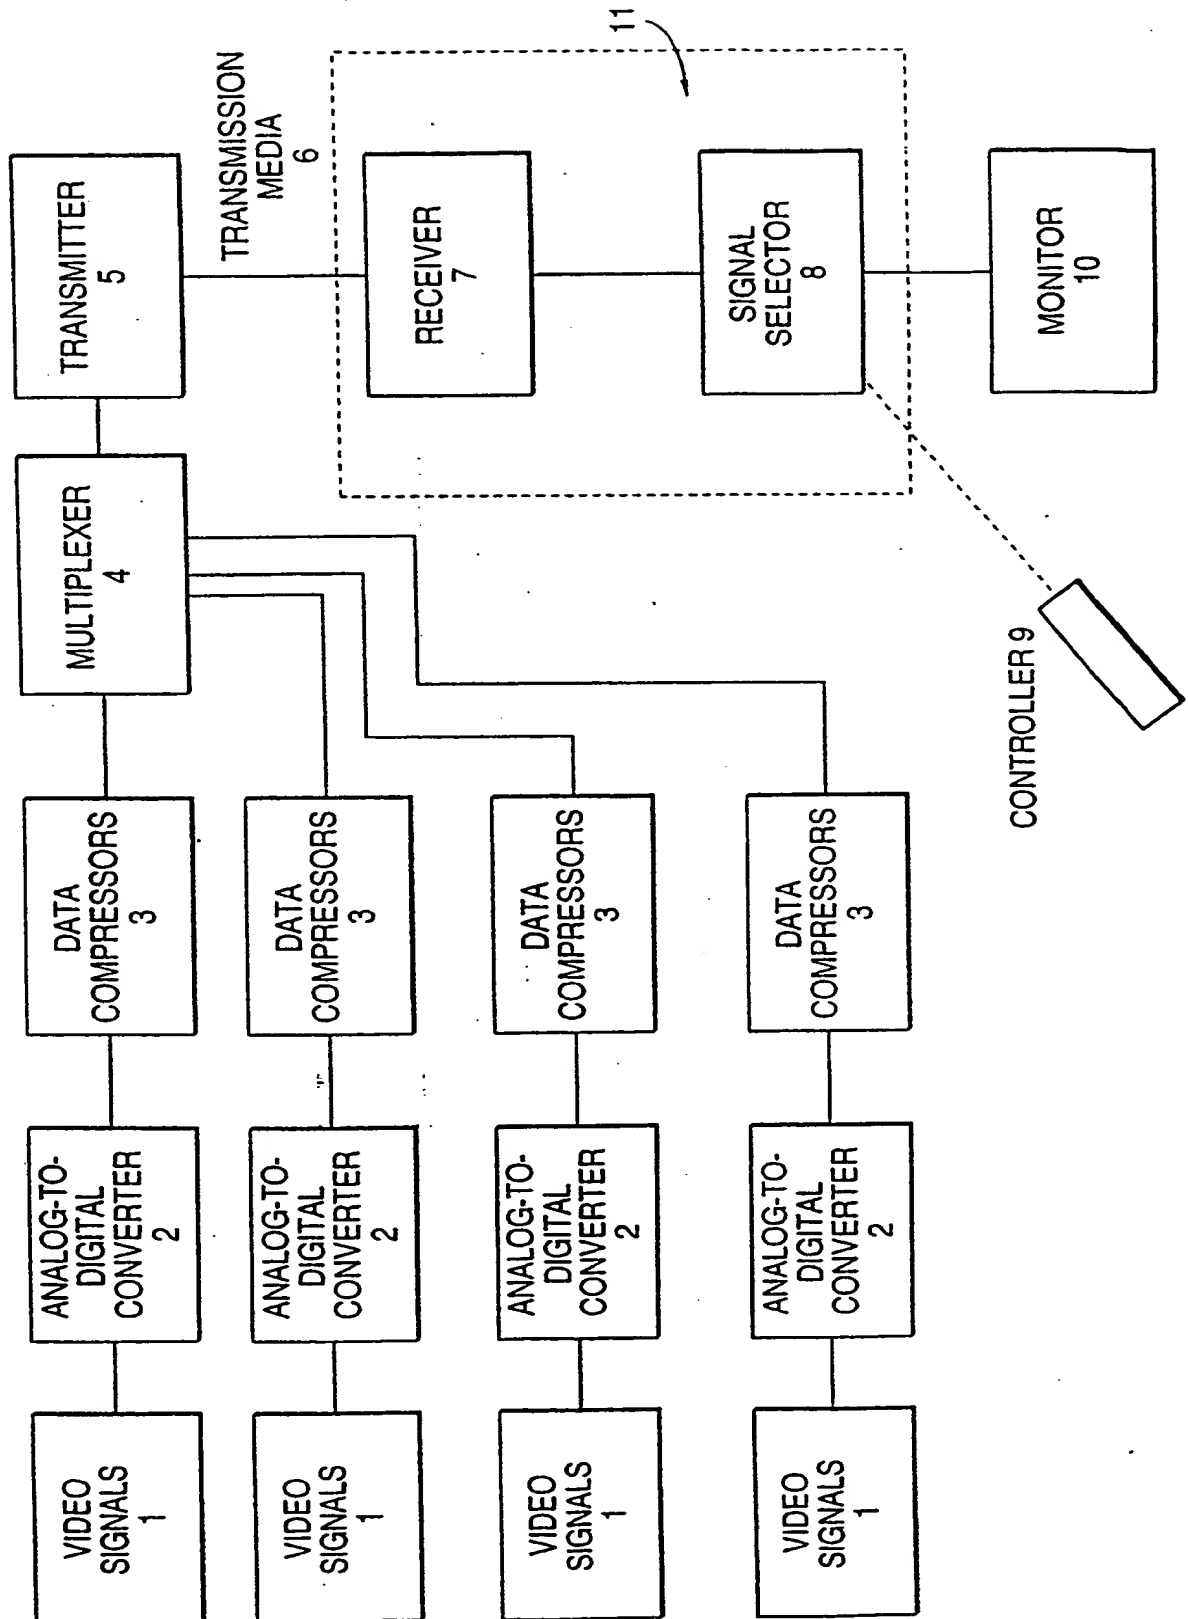 VIDEO
SIGNALS
1
ANALOG-TO-
DIGITAL
CONVERTER
2
DATA
COMPRESSORS
3
MULTIPLEXER
4
TRANSMITTER
5
VIDEO
SIGNALS
1
ANALOG-TO-
DIGITAL
CONVERTER
2
DATA
COMPRESSORS
3
TRANSMISSION
MEDIA
6
VIDEO
SIGNALS
1
ANALOG-TO-
DIGITAL
CONVERTER
2
DATA
COMPRESSORS
3
RECEIVER
7
11
VIDEO
SIGNALS
1
ANALOG-TO-
DIGITAL
CONVERTER
2
DATA
COMPRESSORS
3
SIGNAL
SELECTOR
8
CONTROLLER 9
MONITOR
10